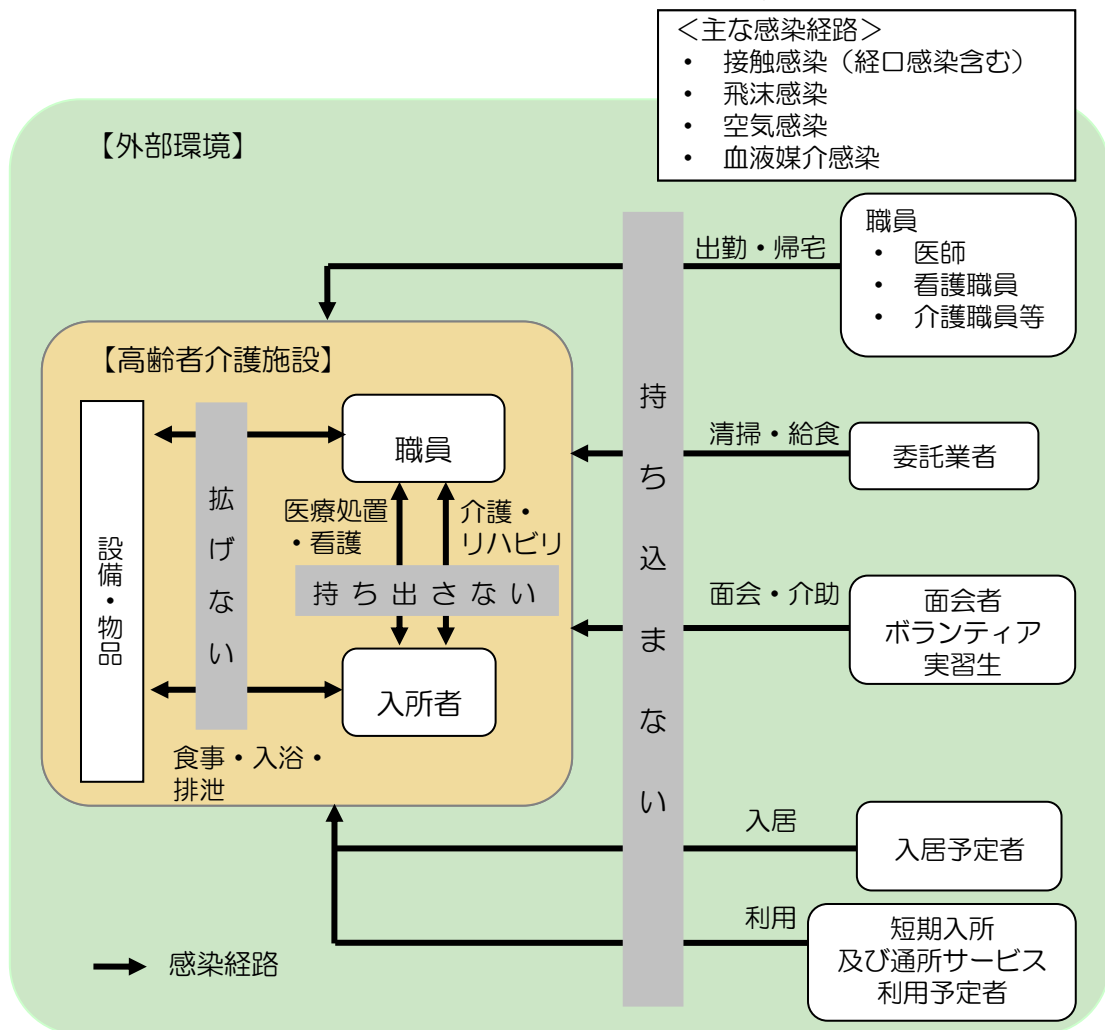 ＜主な感染経路＞
・ 接触感染（経口感染含む）
・ 飛沫感染
・ 空気感染
・ 血液媒介感染
【外部環境】
職員
・ 医師
・ 看護職員
・ 介護職員等
出勤・帰宅
【高齢者介護施設】
持ち込まない
職員
清掃・給食
委託業者
拡げない
設備・物品
医療処置
・看護
介護・
リハビリ
持ち出さない
面会・介助
面会者
ボランティア
実習生
入所者
食事・入浴・
排泄
入居
入居予定者
利用
短期入所
及び通所サービス
利用予定者
感染経路